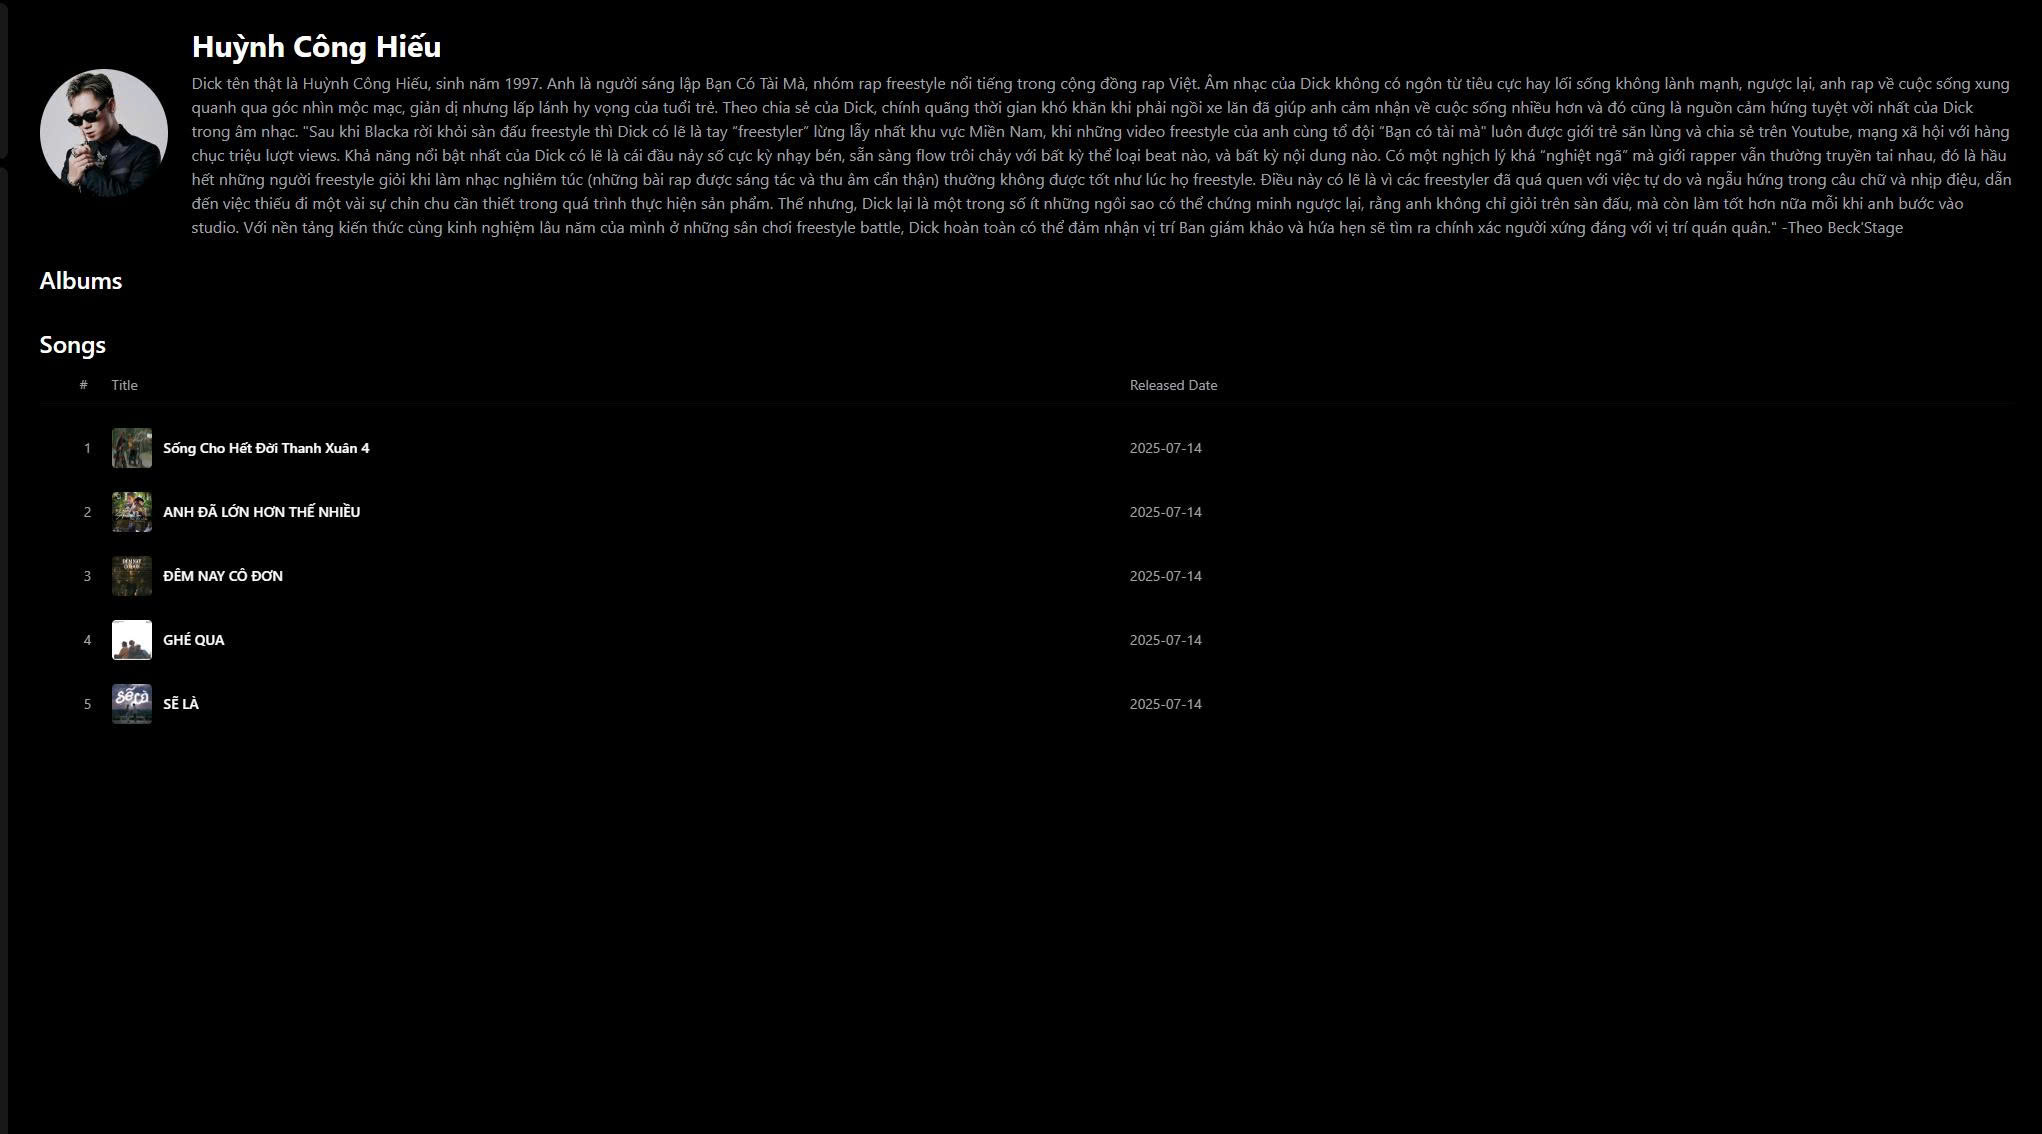 Huỳnh Công Hiếu
Dick tên thật là Huỳnh Công Hiếu, sinh năm 1997. Anh là người sáng lập Bạn Có Tài Mà, nhóm rap freestyle nổi tiếng trong cộng đồng rap Việt. Âm nhạc của Dick không có ngôn từ tiêu cực hay lối sống không lành mạnh, ngược lại, anh rap về cuộc sống xung
quanh qua góc nhìn mộc mạc, giản dị nhưng lấp lánh hy vọng của tuổi trẻ. Theo chia sẻ của Dick, chính quãng thời gian khó khăn khi phải ngồi xe lăn đã giúp anh cảm nhận về cuộc sống nhiều hơn và đó cũng là nguồn cảm hứng tuyệt vời nhất của Dick
trong âm nhạc. "Sau khi Blacka rời khỏi sàn đấu freestyle thì Dick có lẽ là tay “freestyler” lừng lẫy nhất khu vực Miền Nam, khi những video freestyle của anh cùng tổ đội “Bạn có tài mà" luôn được giới trẻ săn lùng và chia sẻ trên Youtube, mạng xã hội với hàng
chục triệu lượt views. Khả năng nổi bật nhất của Dick có lẽ là cái đầu nảy số cực kỳ nhạy bén, sẵn sàng flow trôi chảy với bất kỳ thể loại beat nào, và bất kỳ nội dung nào. Có một nghịch lý khá “nghiệt ngã” mà giới rapper vẫn thường truyền tai nhau, đó là hầu
hết những người freestyle giỏi khi làm nhạc nghiêm túc (những bài rap được sáng tác và thu âm cẩn thận) thường không được tốt như lúc họ freestyle. Điều này có lẽ là vì các freestyler đã quá quen với việc tự do và ngẫu hứng trong câu chữ và nhịp điệu, dẫn
đến việc thiếu đi một vài sự chỉn chu cần thiết trong quá trình thực hiện sản phẩm. Thế nhưng, Dick lại là một trong số ít những ngôi sao có thể chứng minh ngược lại, rằng anh không chỉ giỏi trên sàn đấu, mà còn làm tốt hơn nữa mỗi khi anh bước vào
studio. Với nền tảng kiến thức cùng kinh nghiệm lâu năm của mình ở những sân chơi freestyle battle, Dick hoàn toàn có thể đảm nhận vị trí Ban giám khảo và hứa hẹn sẽ tìm ra chính xác người xứng đáng với vị trí quán quân." -Theo Beck'Stage
Albums
Songs
# Title Released Date
1 Sống Cho Hết Đời Thanh Xuân 4 2025-07-14
2 ANH ĐÃ LỚN HƠN THẾ NHIỀU 2025-07-14
3 ĐÊM NAY CÔ ĐƠN 2025-07-14
4 GHÉ QUA 2025-07-14
sẽ là
5 SẼ LÀ 2025-07-14